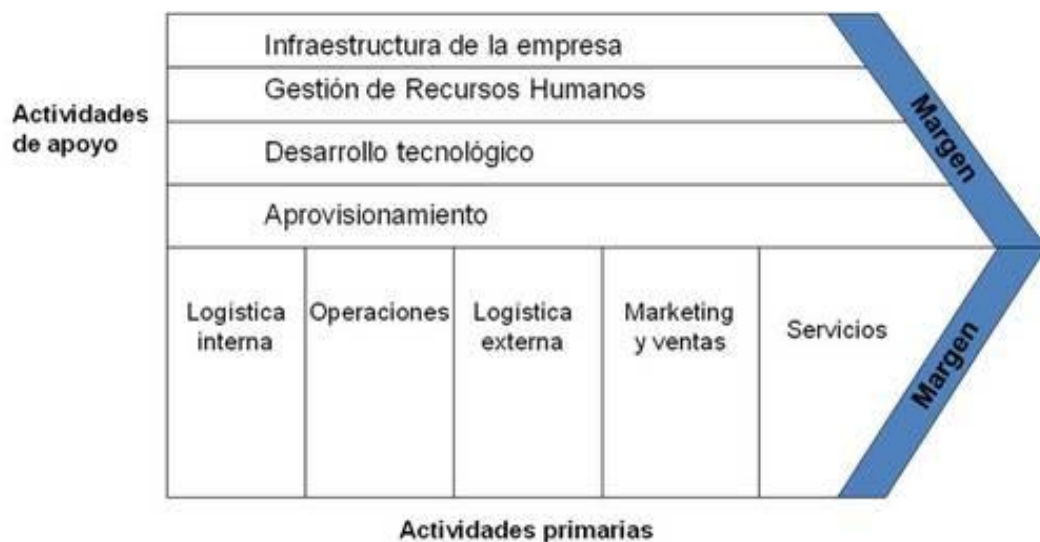 Infraestructura de la empresa
Gestión de Recursos Humanos
Actividades
de apoyo
Desarrollo tecnológico
Aprovisionamiento
Margen
Logística
interna
Operaciones
Logística
externa
Marketing
y ventas
Servicios
Margen
Actividades primarias